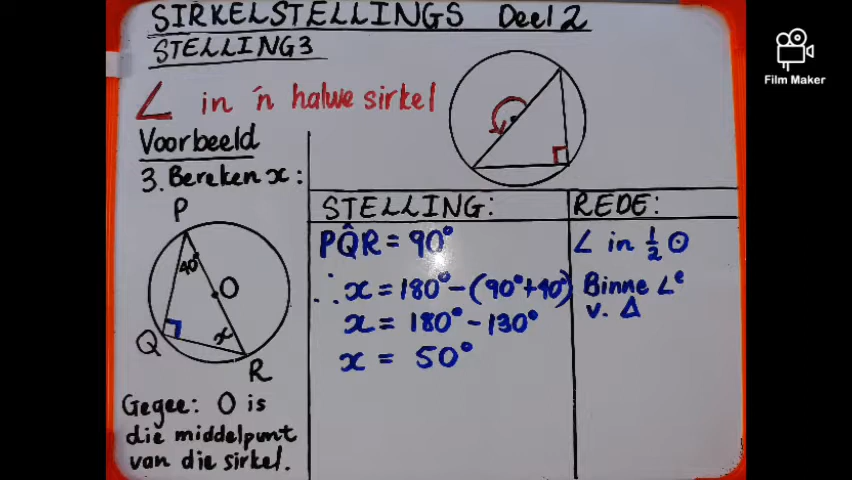 SIRKELSTELLINGS Deel 2
STELLING 3
∠ in 'n halwe sirkel
Voorbeeld
3. Bereken x:
P
40°
O
Q
x
R
Gegee: O is
die middelpunt
van die sirkel.
STELLING:
PQ̂R = 90°
∴ x = 180° - (90° + 40°)
x = 180° - 130°
x = 50°
REDE:
∠ in ½ ⊙
Binne ∠e
v. Δ
Film Maker